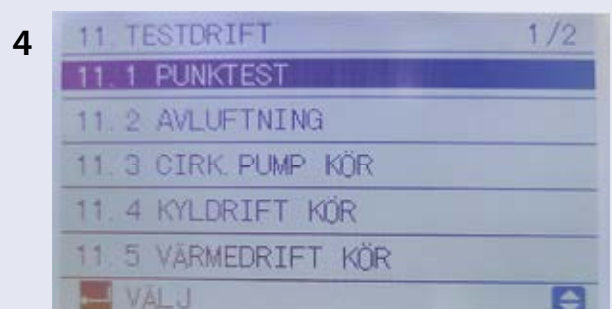 4
11. TESTDRIFT 1/2
11. 1 PUNKTEST
11. 2 AVLUFTNING
11. 3 CIRK. PUMP KÖR
11. 4 KYLDRIFT KÖR
11. 5 VÄRMEDRIFT KÖR
VÄLJ